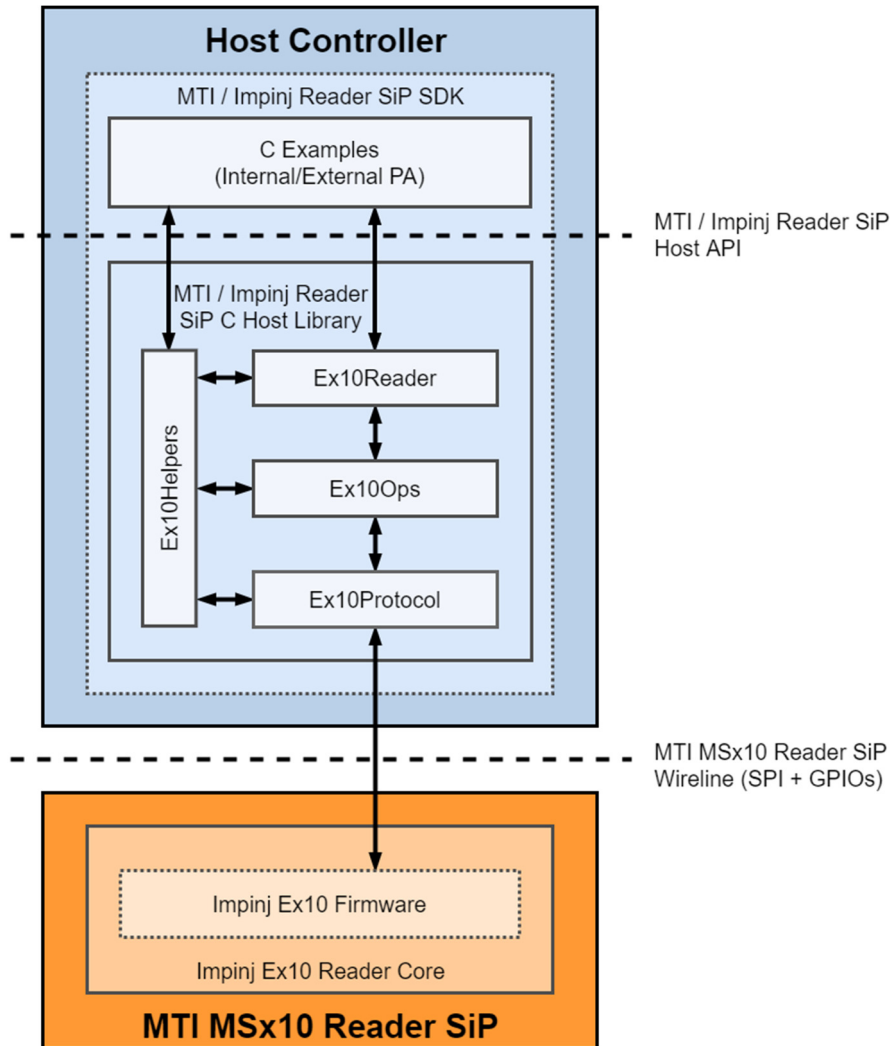 Host Controller
MTI / Impinj Reader SiP SDK
C Examples
(Internal/External PA)
MTI / Impinj Reader SiP
Host API
MTI / Impinj Reader
SiP C Host Library
Ex10Helpers
Ex10Reader
Ex10Ops
Ex10Protocol
MTI MSx10 Reader SiP
Wireline (SPI + GPIOs)
Impinj Ex10 Firmware
Impinj Ex10 Reader Core
MTI MSx10 Reader SiP